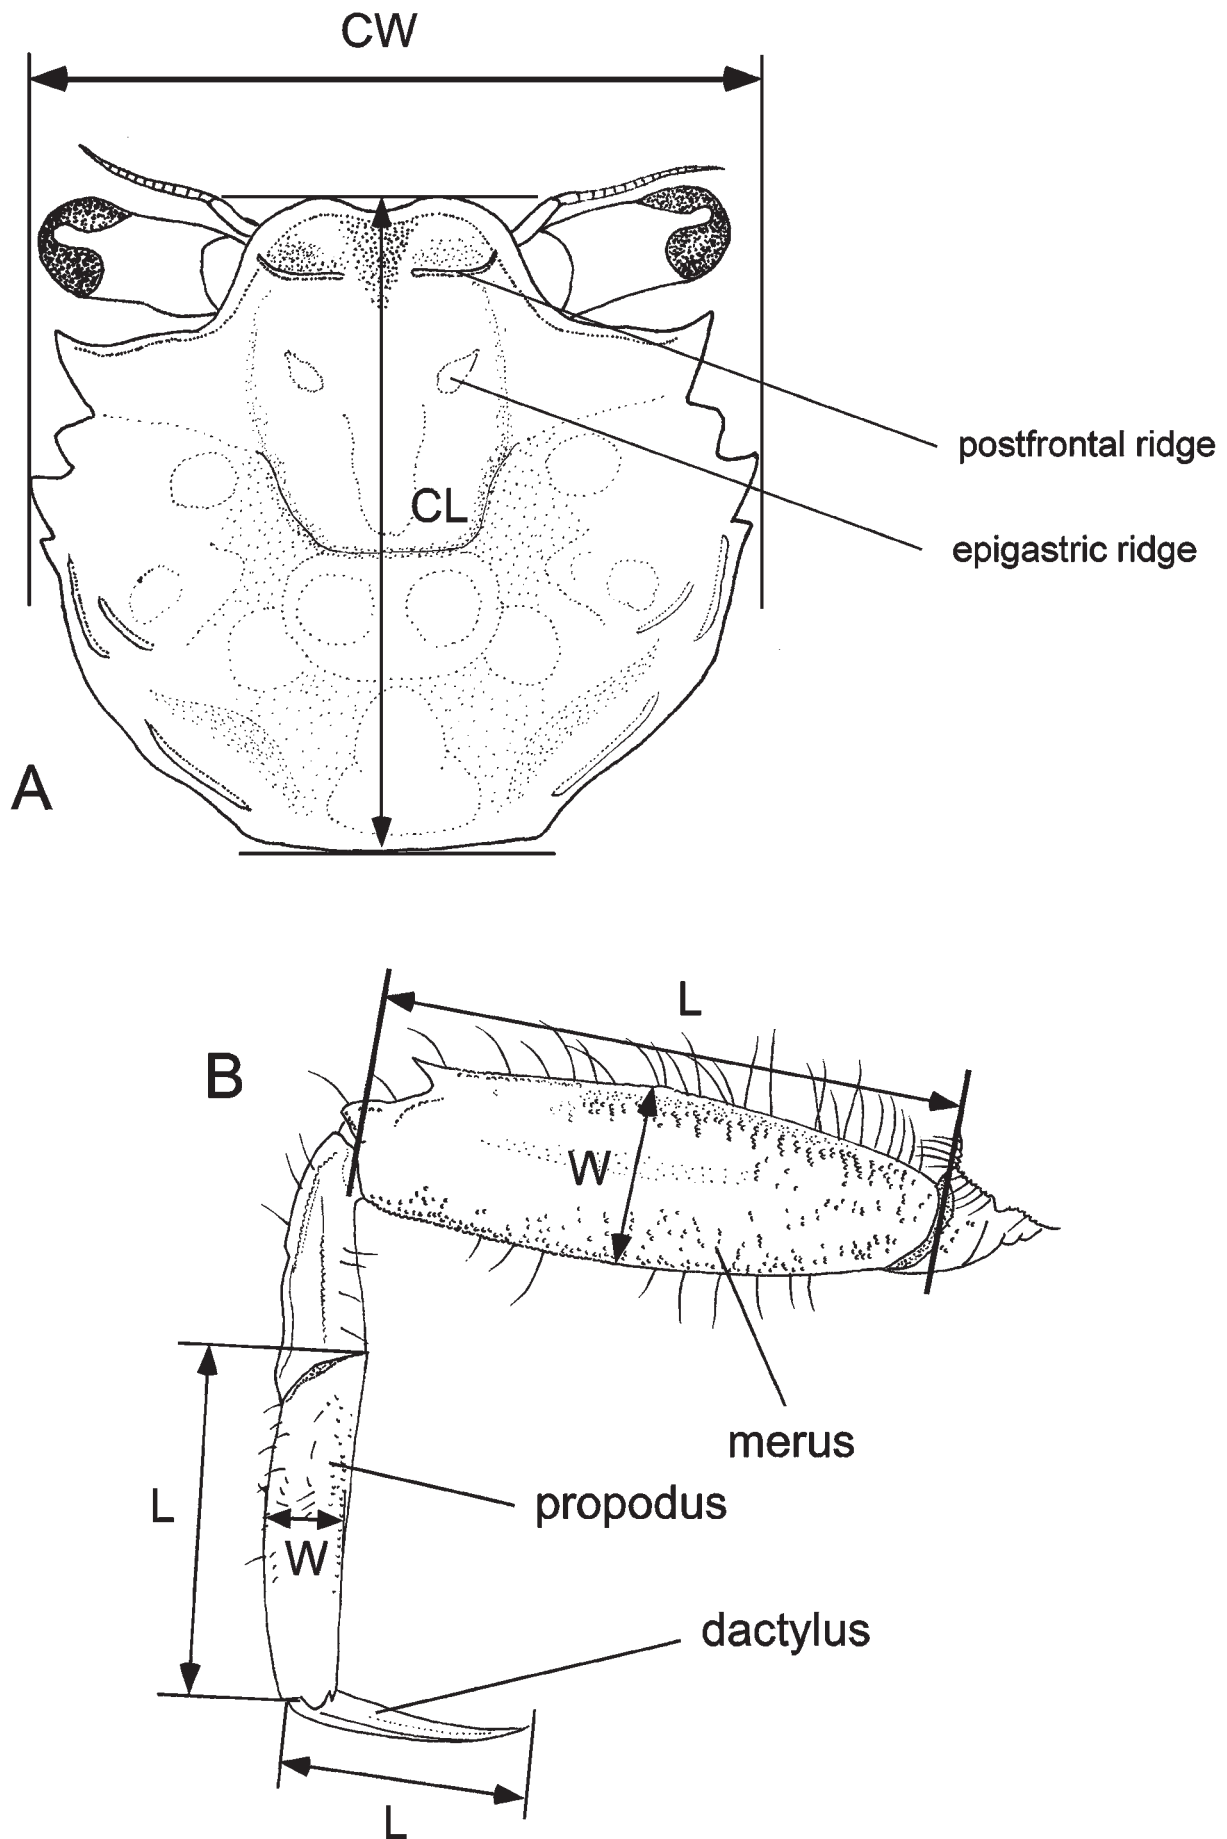 CW
postfrontal ridge
CL
epigastric ridge
A
L
B
W
merus
L
propodus
W
dactylus
L